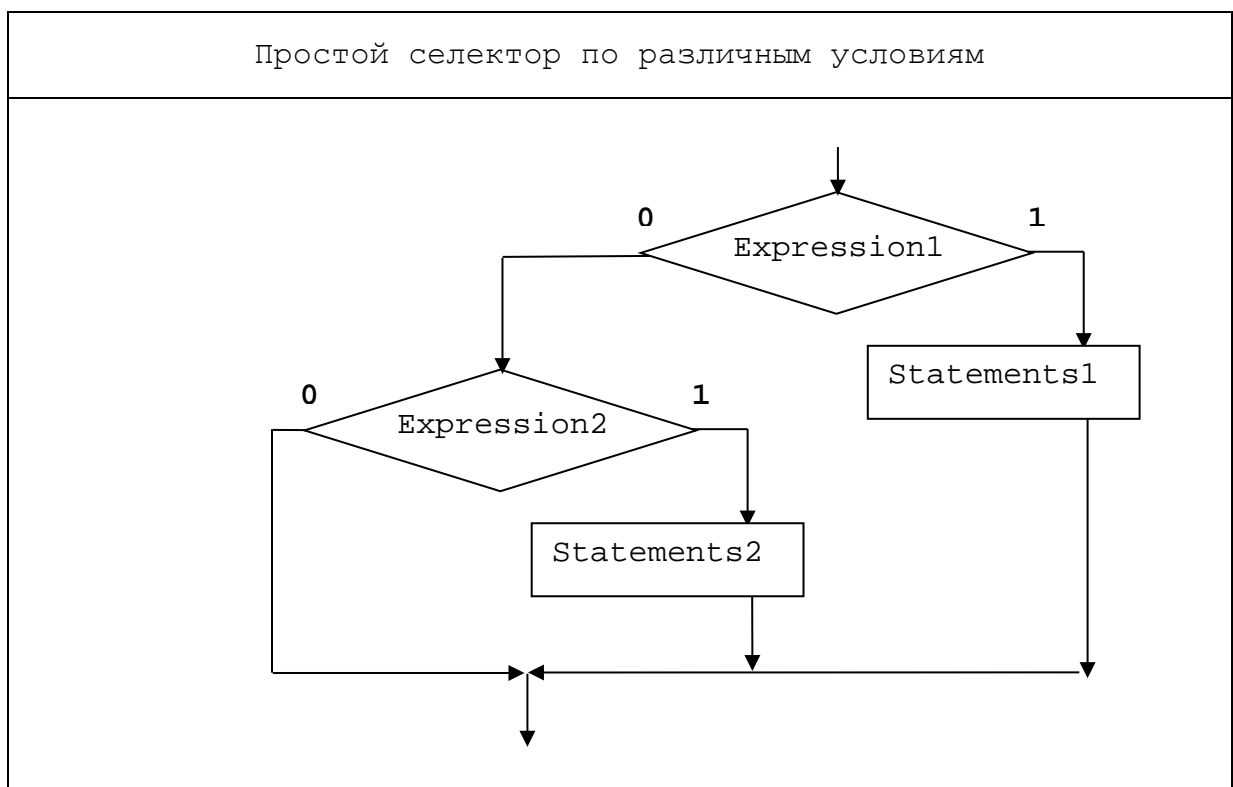 Простой селектор по различным условиям
0 1
Expression1
Statements1
0 1
Expression2
Statements2